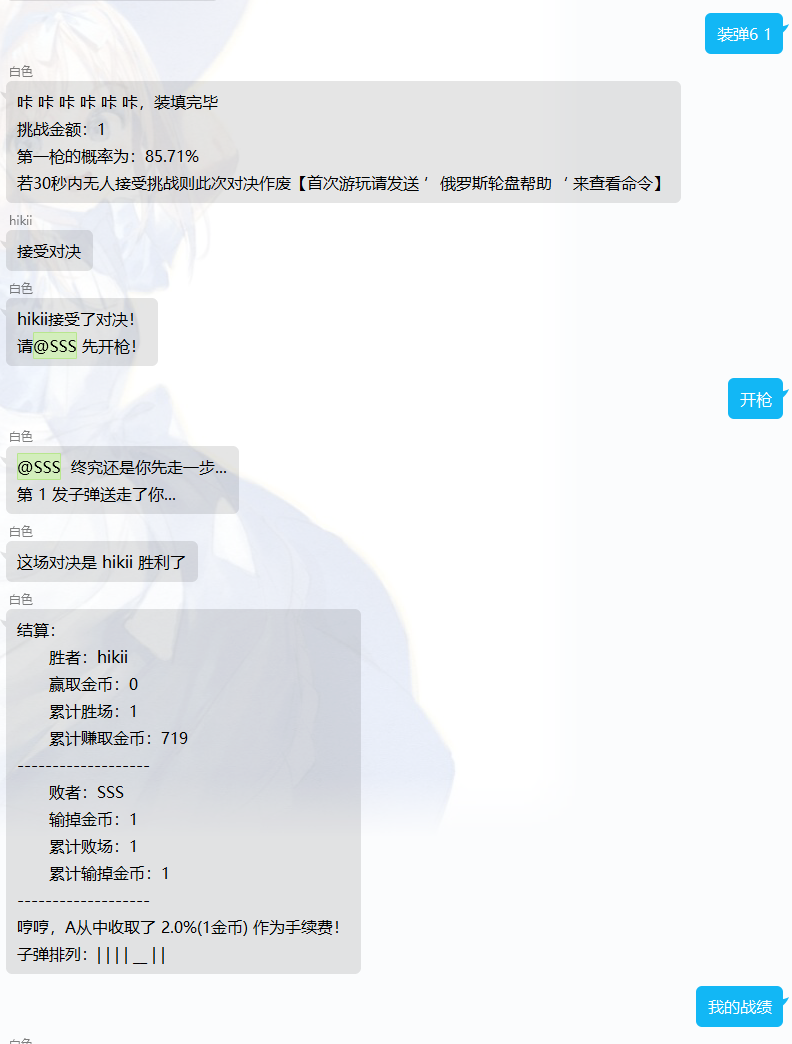 装弹6 1
白色
咔 咔 咔 咔 咔 咔，装填完毕
挑战金额：1
第一枪的概率为：85.71%
若30秒内无人接受挑战则此次对决作废【首次游玩请发送 ’ 俄罗斯轮盘帮助 ‘ 来查看命令】
hikii
接受对决
白色
hikii接受了对决！
请@SSS 先开枪！
开枪
白色
@SSS 终究还是你先走一步...
第 1 发子弹送走了你...
白色
这场对决是 hikii 胜利了
白色
结算：
胜者：hikii
赢取金币：0
累计胜场：1
累计赚取金币：719
-------------------
败者：SSS
输掉金币：1
累计败场：1
累计输掉金币：1
-------------------
哼哼，A从中收取了 2.0%(1金币) 作为手续费！
子弹排列：| | | | __ | |
我的战绩
白色